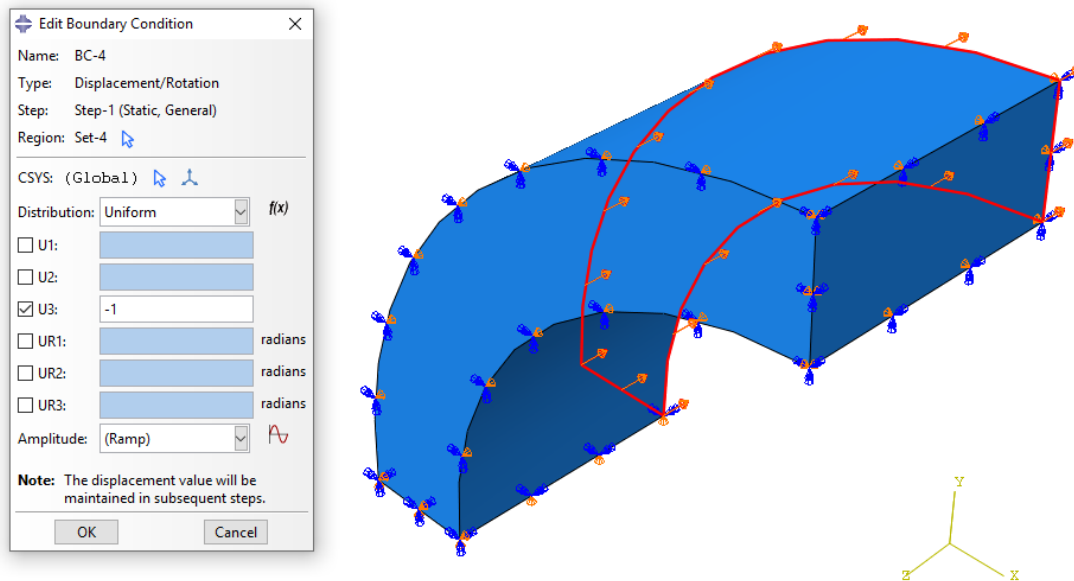 Edit Boundary Condition
Name: BC-4
Type: Displacement/Rotation
Step: Step-1 (Static, General)
Region: Set-4
CSYS: (Global)
Distribution: Uniform f(x)
U1:
U2:
U3: -1
UR1: radians
UR2: radians
UR3: radians
Amplitude: (Ramp)
Note: The displacement value will be
maintained in subsequent steps.
OK Cancel
Y
Z X